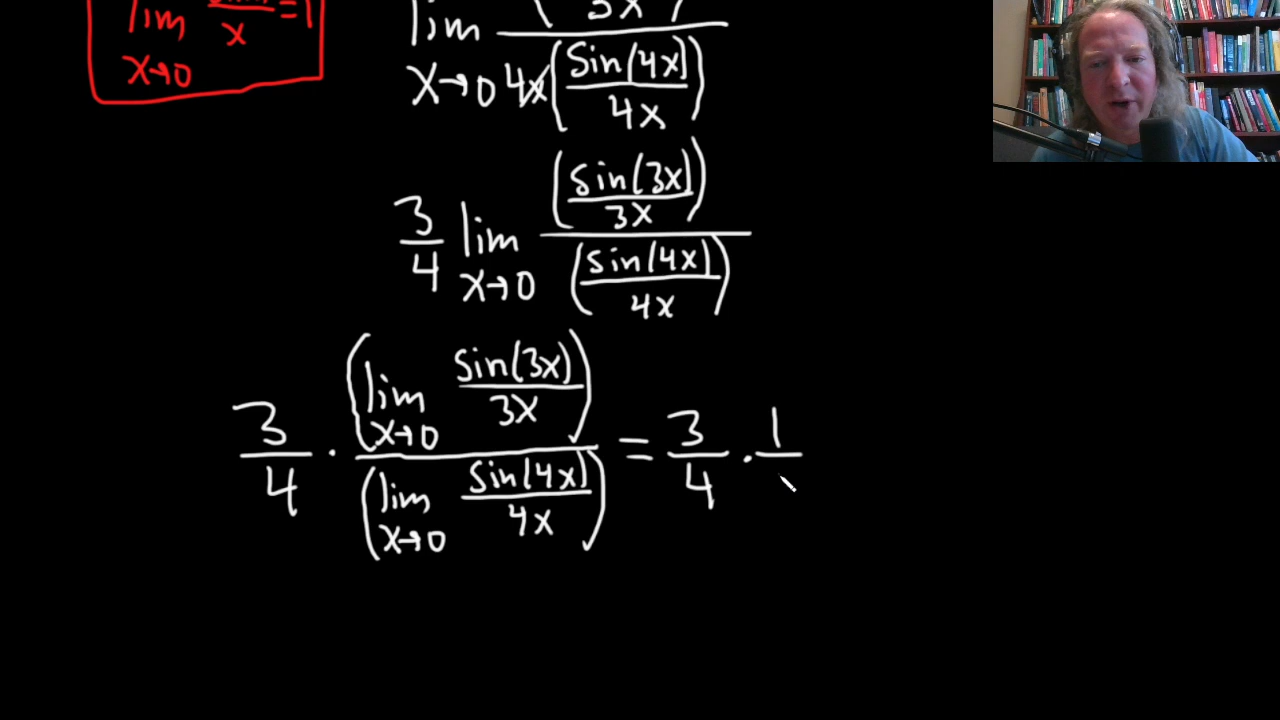 lim x→0 / x = 1
lim x→0 ( / 3x ) / 4x (Sin(4x) / 4x)
3/4 lim x→0 (Sin(3x) / 3x) / (Sin(4x) / 4x)
3/4 · (lim x→0 Sin(3x) / 3x) / (lim x→0 Sin(4x) / 4x) = 3/4 · 1/